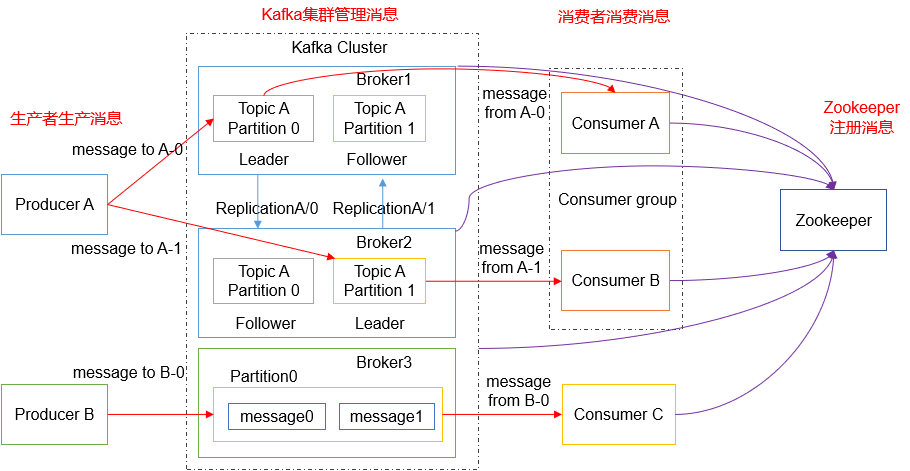 Kafka集群管理消息
消费者消费消息
Kafka Cluster
生产者生产消息
Zookeeper
注册消息
Broker1
Topic A
Partition 0
Topic A
Partition 1
Leader
Follower
message
from A-0
Consumer A
message to A-0
Producer A
ReplicationA/0
ReplicationA/1
Consumer group
Zookeeper
message to A-1
Broker2
Topic A
Partition 0
Topic A
Partition 1
Follower
Leader
message
from A-1
Consumer B
message to B-0
Producer B
Broker3
Partition0
message0
message1
message
from B-0
Consumer C